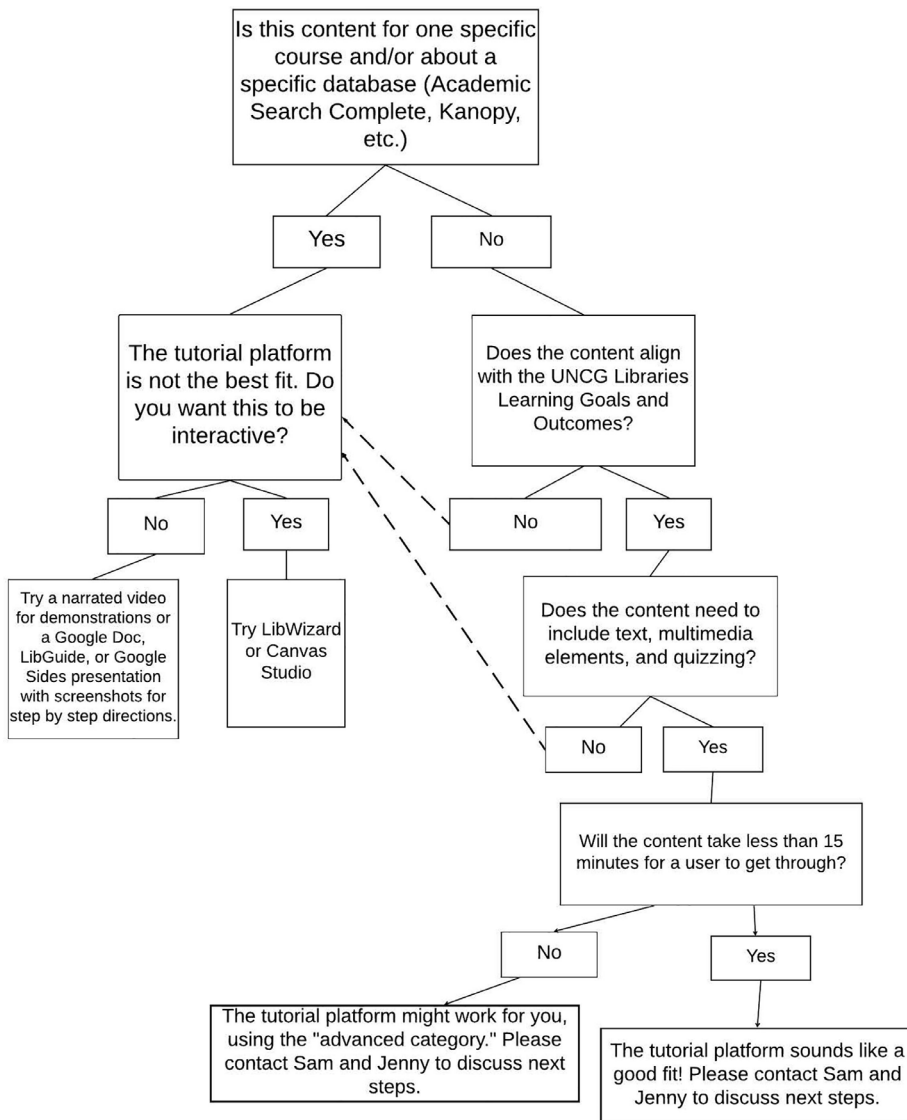 Is this content for one specific
course and/or about a
specific database (Academic
Search Complete, Kanopy,
etc.)
Yes
No
The tutorial platform
is not the best fit. Do
you want this to be
interactive?
Does the content align
with the UNCG Libraries
Learning Goals and
Outcomes?
No
Yes
No
Yes
Try a narrated video
for demonstrations or
a Google Doc,
LibGuide, or Google
Sides presentation
with screenshots for
step by step directions.
Try LibWizard
or Canvas
Studio
Does the content need to
include text, multimedia
elements, and quizzing?
No
Yes
Will the content take less than 15
minutes for a user to get through?
No
Yes
The tutorial platform might work for you,
using the "advanced category." Please
contact Sam and Jenny to discuss next
steps.
The tutorial platform sounds like a
good fit! Please contact Sam and
Jenny to discuss next steps.